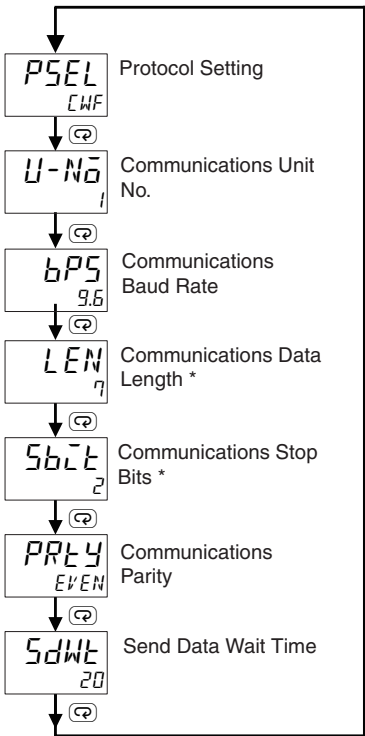 PSEL
CWF
Protocol Setting
U-No
1
Communications Unit
No.
bPS
9.6
Communications
Baud Rate
LEN
7
Communications Data
Length *
Sbit
2
Communications Stop
Bits *
PRtY
EVEN
Communications
Parity
SdWt
20
Send Data Wait Time